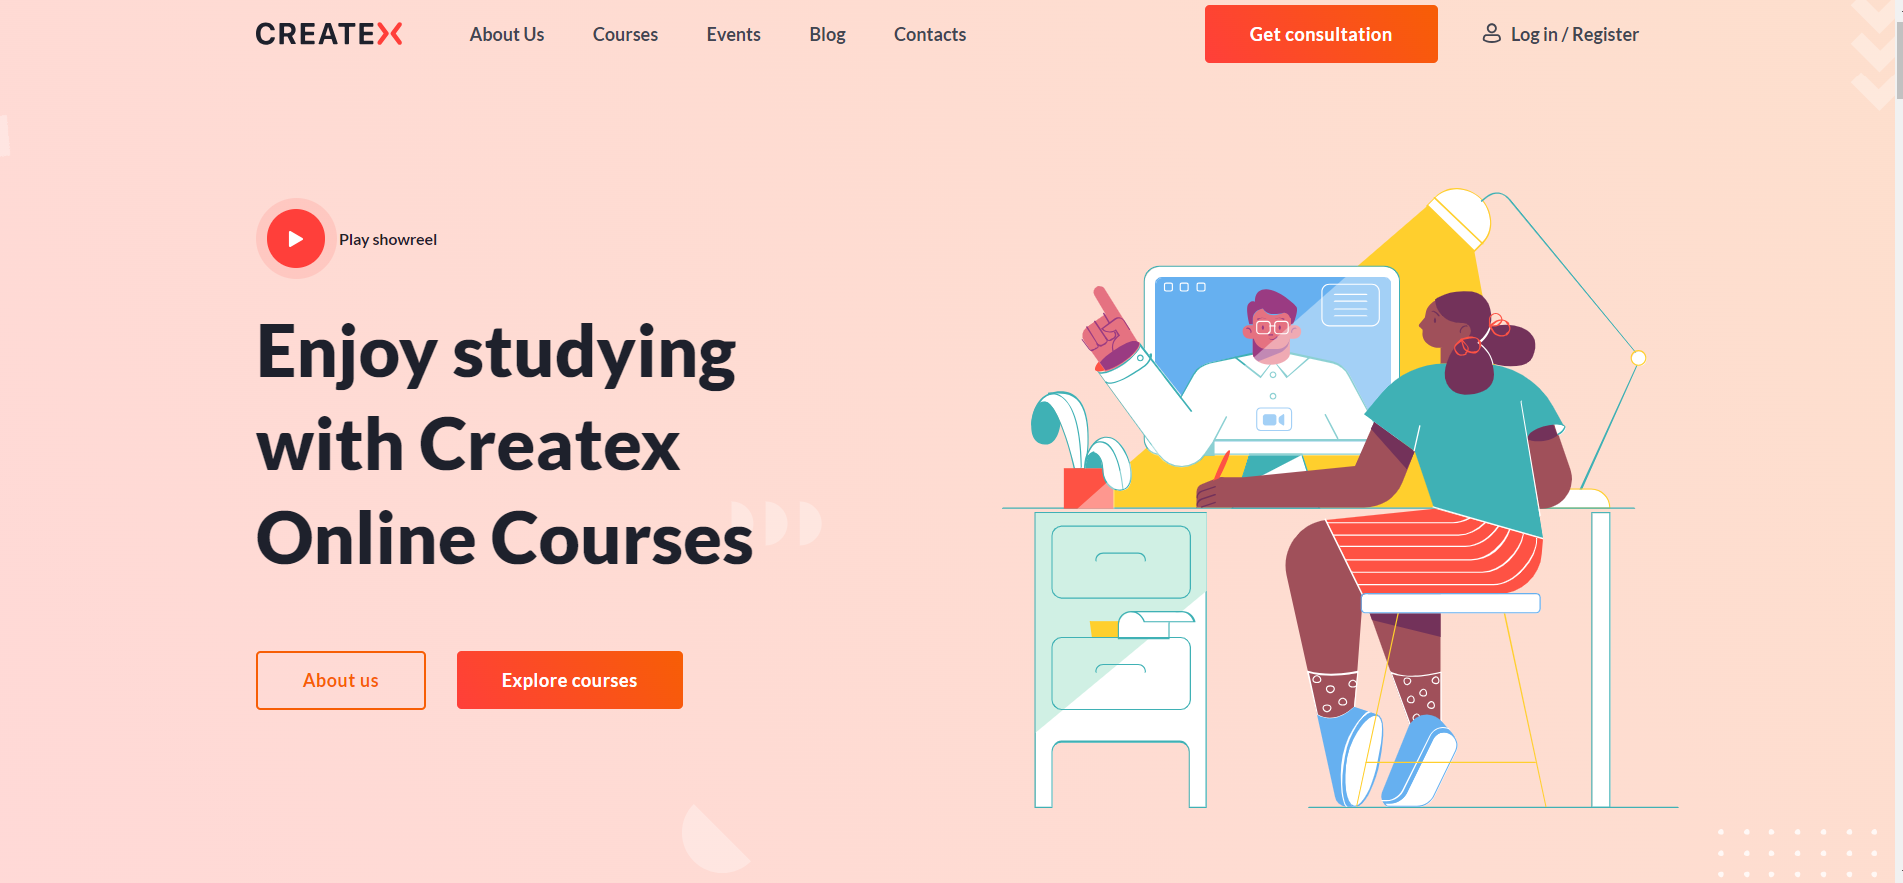 CREATEX
About Us
Courses
Events
Blog
Contacts
Get consultation
Log in / Register
Play showreel
Enjoy studying
with Createx
Online Courses
About us
Explore courses